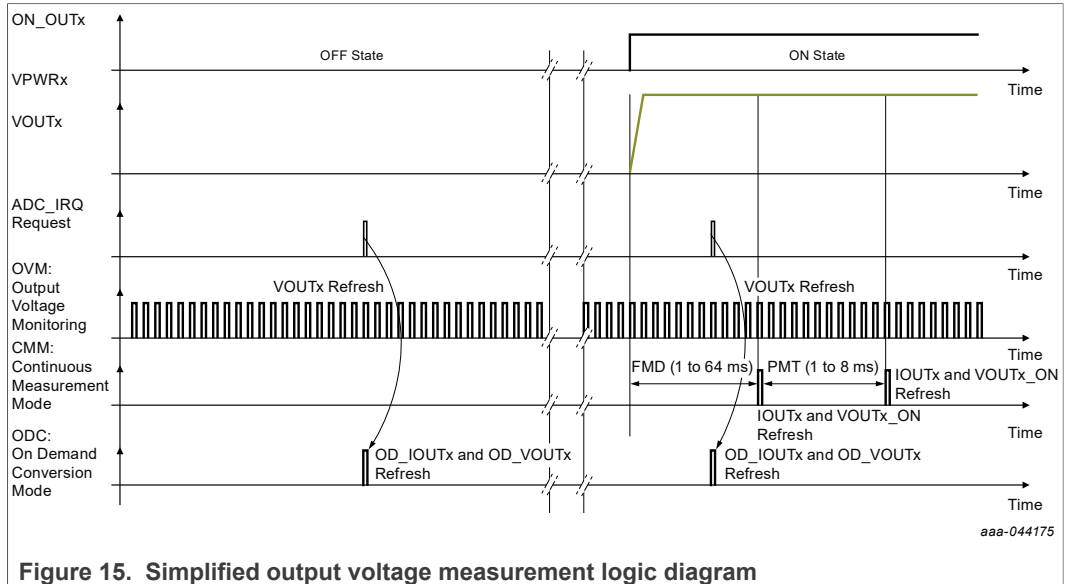 ON_OUTx
OFF State
ON State
VPWRx
Time
VOUTx
Time
ADC_IRQ
Request
Time
OVM:
Output
Voltage
Monitoring
VOUTx Refresh
VOUTx Refresh
Time
CMM:
Continuous
Measurement
Mode
FMD (1 to 64 ms)
PMT (1 to 8 ms)
IOUTx and VOUTx_ON
Refresh
IOUTx and VOUTx_ON
Refresh
Time
ODC:
On Demand
Conversion
Mode
OD_IOUTx and OD_VOUTx
Refresh
OD_IOUTx and OD_VOUTx
Refresh
Time
aaa-044175
Figure 15. Simplified output voltage measurement logic diagram